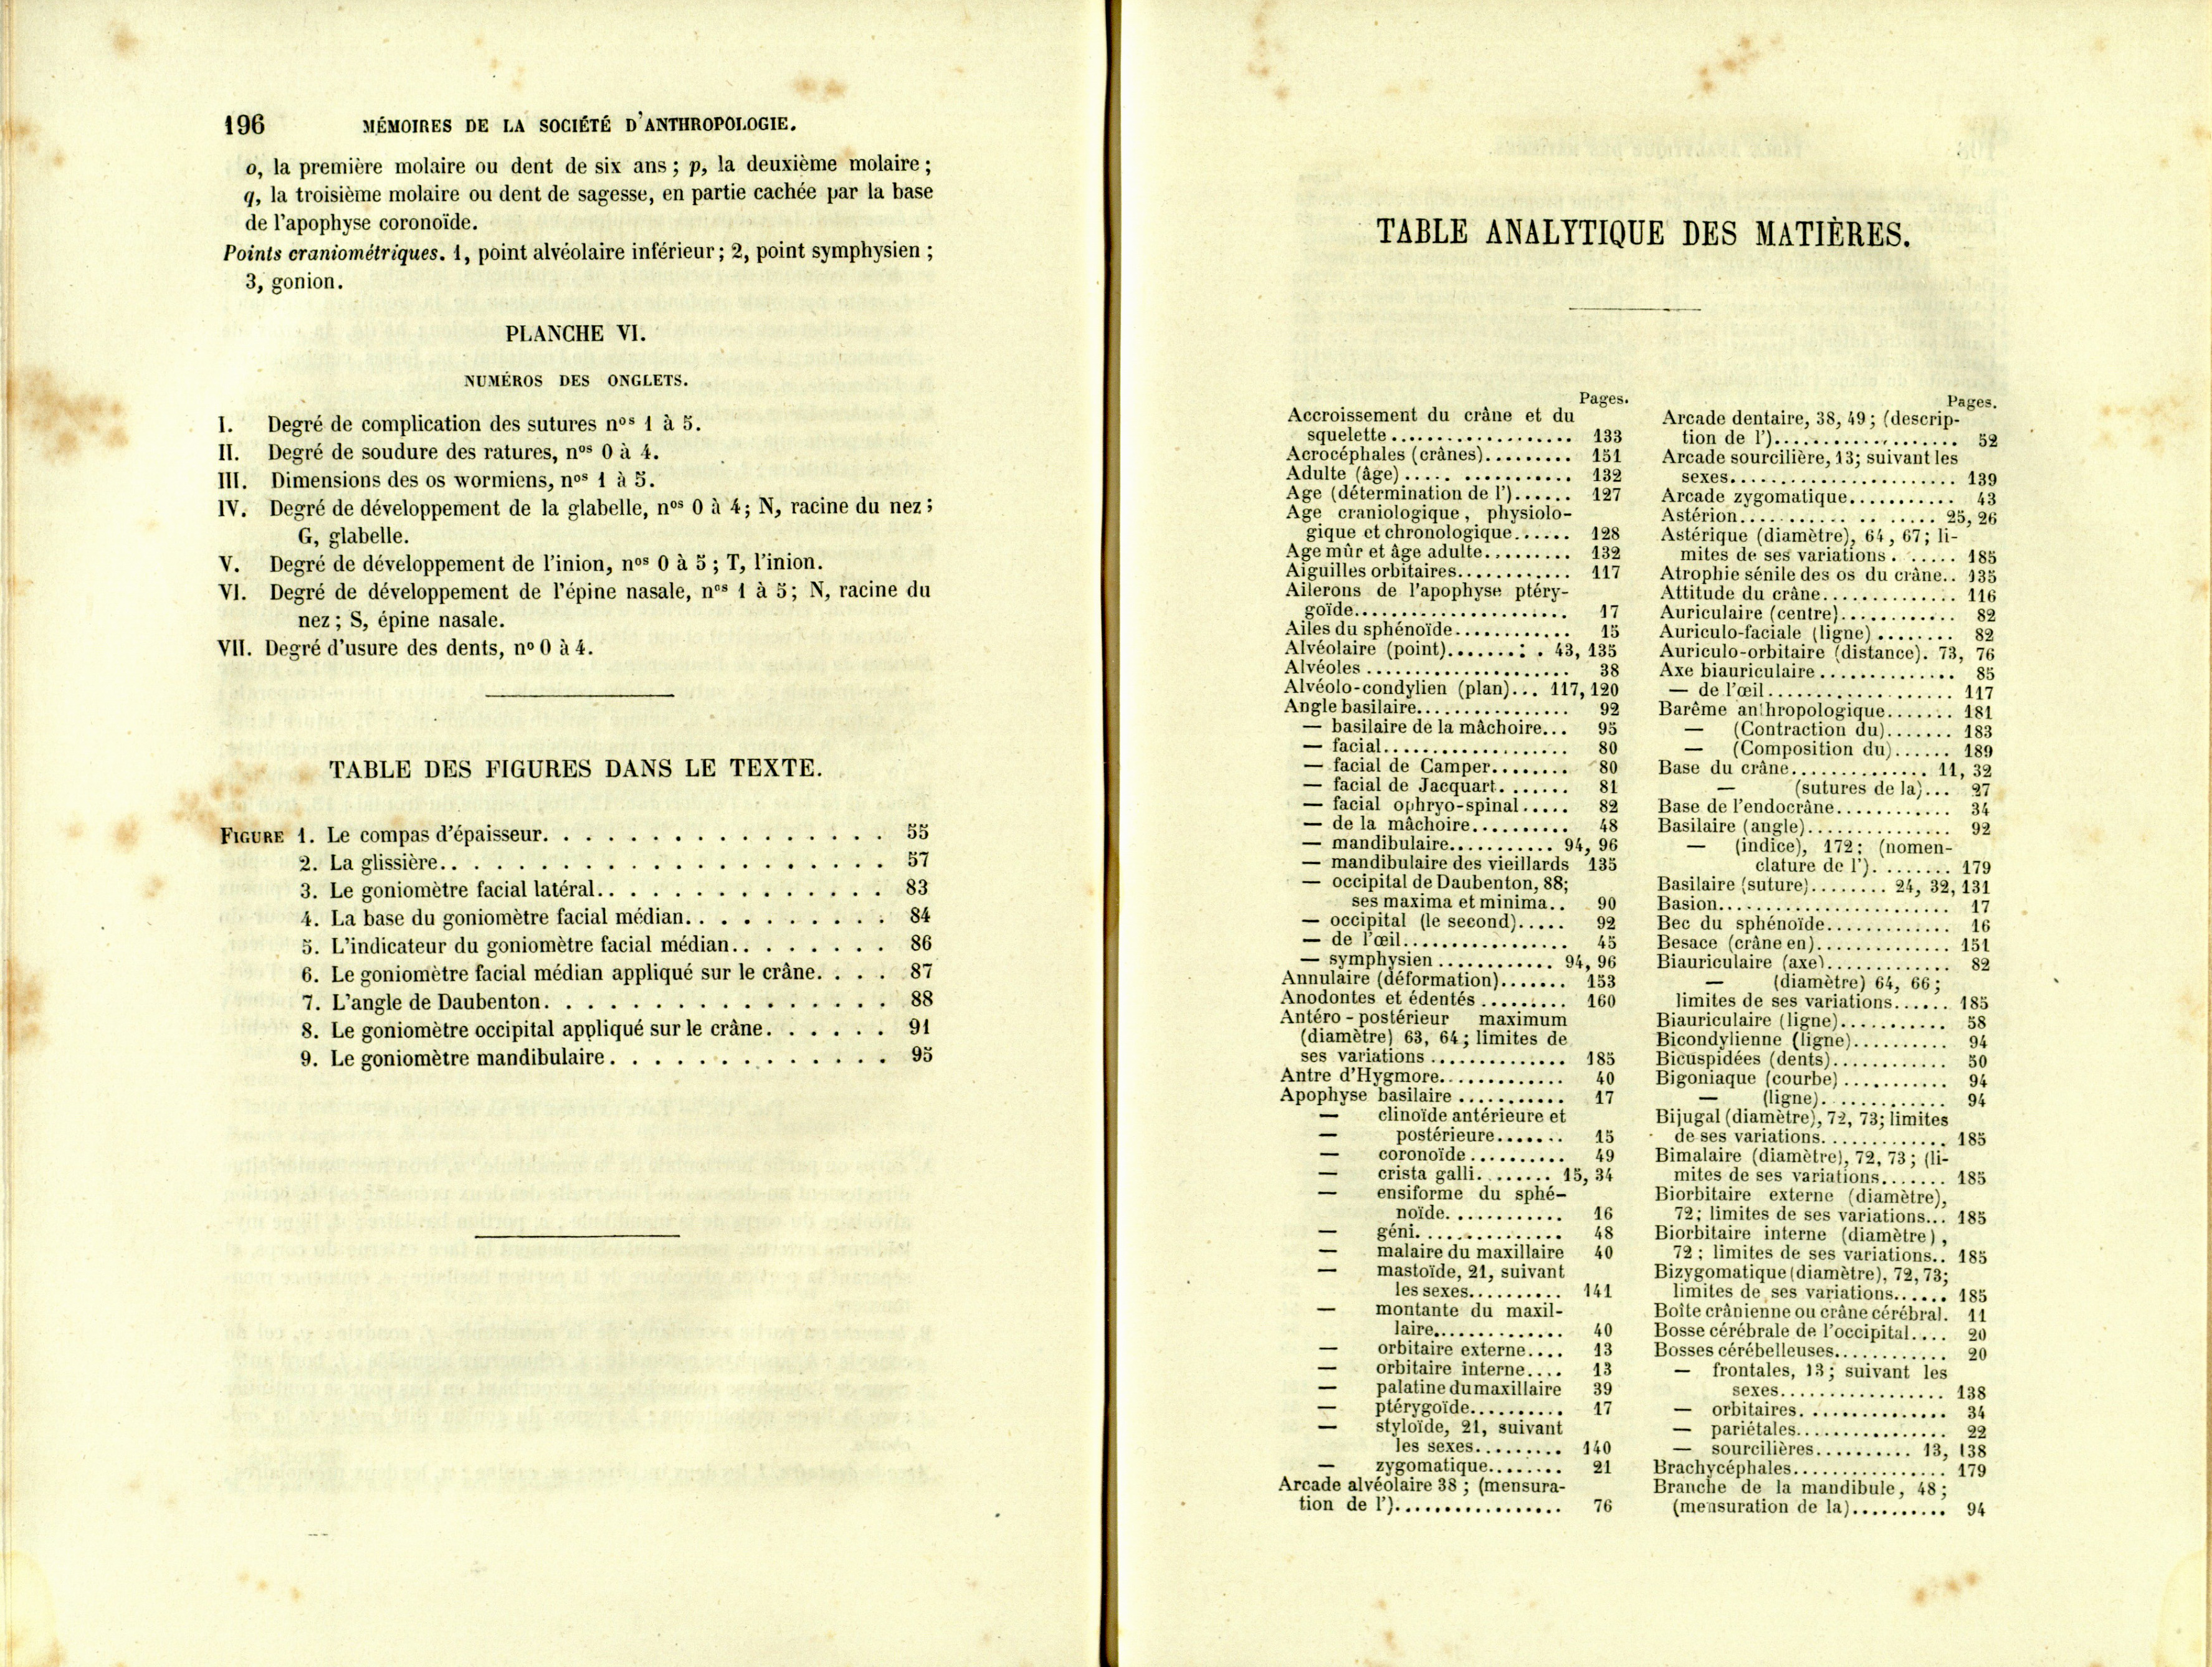 196 MÉMOIRES DE LA SOCIÉTÉ D'ANTHROPOLOGIE.
o, la première molaire ou dent de six ans ; p, la deuxième molaire ;
q, la troisième molaire ou dent de sagesse, en partie cachée par la base
de l'apophyse coronoïde.
Points craniométriques. 1, point alvéolaire inférieur ; 2, point symphysien ;
3, gonion.
PLANCHE VI.
NUMÉROS DES ONGLETS.
I. Degré de complication des sutures nos 1 à 5.
II. Degré de soudure des ratures, nos 0 à 4.
III. Dimensions des os wormiens, nos 1 à 5.
IV. Degré de développement de la glabelle, nos 0 à 4 ; N, racine du nez ;
G, glabelle.
V. Degré de développement de l'inion, nos 0 à 5 ; T, l'inion.
VI. Degré de développement de l'épine nasale, nos 1 à 5 ; N, racine du
nez ; S, épine nasale.
VII. Degré d'usure des dents, no 0 à 4.
TABLE DES FIGURES DANS LE TEXTE.
FIGURE 1. Le compas d'épaisseur. . . . . . . . . . . . . . . . 55
2. La glissière. . . . . . . . . . . . . . . . . . . 57
3. Le goniomètre facial latéral. . . . . . . . . . . . . 83
4. La base du goniomètre facial médian. . . . . . . . . . 84
5. L'indicateur du goniomètre facial médian. . . . . . . . 86
6. Le goniomètre facial médian appliqué sur le crâne. . . . 87
7. L'angle de Daubenton. . . . . . . . . . . . . . . . 88
8. Le goniomètre occipital appliqué sur le crâne. . . . . . 91
9. Le goniomètre mandibulaire. . . . . . . . . . . . . 95
TABLE ANALYTIQUE DES MATIÈRES.
Pages.
Accroissement du crâne et du
squelette................... 133
Acrocéphales (crânes)......... 151
Adulte (âge)................ 132
Age (détermination de l')...... 127
Age craniologique, physiolo-
gique et chronologique...... 128
Age mûr et âge adulte......... 132
Aiguilles orbitaires............ 117
Ailerons de l'apophyse ptéry-
goïde...................... 17
Ailes du sphénoïde............ 15
Alvéolaire (point)......... 43, 135
Alvéoles..................... 38
Alvéolo-condylien (plan)... 117, 120
Angle basilaire................ 92
— basilaire de la mâchoire... 95
— facial................... 80
— facial de Camper........ 80
— facial de Jacquart....... 81
— facial ophryo-spinal..... 82
— de la mâchoire.......... 48
— mandibulaire........... 94, 96
— mandibulaire des vieillards 135
— occipital de Daubenton, 88;
ses maxima et minima.. 90
— occipital (le second)..... 92
— de l'œil................. 45
— symphysien............ 94, 96
Annulaire (déformation)....... 153
Anodontes et édentés......... 160
Antéro-postérieur maximum
(diamètre) 63, 64; limites de
ses variations.............. 185
Antre d'Hygmore............. 40
Apophyse basilaire........... 17
— clinoïde antérieure et
— postérieure....... 15
— coronoïde.......... 49
— crista galli........ 15, 34
— ensiforme du sphé-
noïde............ 16
— géni............... 48
— malaire du maxillaire 40
— mastoïde, 21, suivant
les sexes.......... 141
— montante du maxil-
laire.............. 40
— orbitaire externe.... 13
— orbitaire interne.... 13
— palatine du maxillaire 39
— ptérygoïde.......... 17
— styloïde, 21, suivant
les sexes......... 140
— zygomatique........ 21
Arcade alvéolaire 38 ; (mensura-
tion de l')................. 76
Pages.
Arcade dentaire, 38, 49 ; (descrip-
tion de l')................... 52
Arcade sourcilière, 13; suivant les
sexes....................... 139
Arcade zygomatique........... 43
Astérion.................... 25, 26
Astérique (diamètre), 64, 67; li-
mites de ses variations....... 185
Atrophie sénile des os du crâne.. 135
Attitude du crâne.............. 116
Auriculaire (centre)............ 82
Auriculo-faciale (ligne)........ 82
Auriculo-orbitaire (distance). 73, 76
Axe biauriculaire.............. 85
— de l'œil................... 117
Barême anthropologique....... 181
— (Contraction du)....... 183
— (Composition du)...... 189
Base du crâne.............. 11, 32
— (sutures de la)... 27
Base de l'endocrâne............ 34
Basilaire (angle)............... 92
— (indice), 172; (nomen-
clature de l')......... 179
Basilaire (suture)........ 24, 32, 131
Basion........................ 17
Bec du sphénoïde............. 16
Besace (crâne en).............. 151
Biauriculaire (axe)............. 82
— (diamètre) 64, 66 ;
limites de ses variations...... 185
Biauriculaire (ligne)........... 58
Bicondylienne (ligne).......... 94
Bicuspidées (dents)............ 50
Bigoniaque (courbe)........... 94
— (ligne)............. 94
Bijugal (diamètre), 72, 73; limites
de ses variations............. 185
Bimalaire (diamètre), 72, 73 ; (li-
mites de ses variations....... 185
Biorbitaire externe (diamètre),
72; limites de ses variations... 185
Biorbitaire interne (diamètre),
72 ; limites de ses variations.. 185
Bizygomatique (diamètre), 72, 73;
limites de ses variations...... 185
Boîte crânienne ou crâne cérébral. 11
Bosse cérébrale de l'occipital.... 20
Bosses cérébelleuses............ 20
— frontales, 13 ; suivant les
sexes................. 138
— orbitaires............... 34
— pariétales................ 22
— sourcilières.......... 13, 138
Brachycéphales................ 179
Branche de la mandibule, 48 ;
(mensuration de la).......... 94